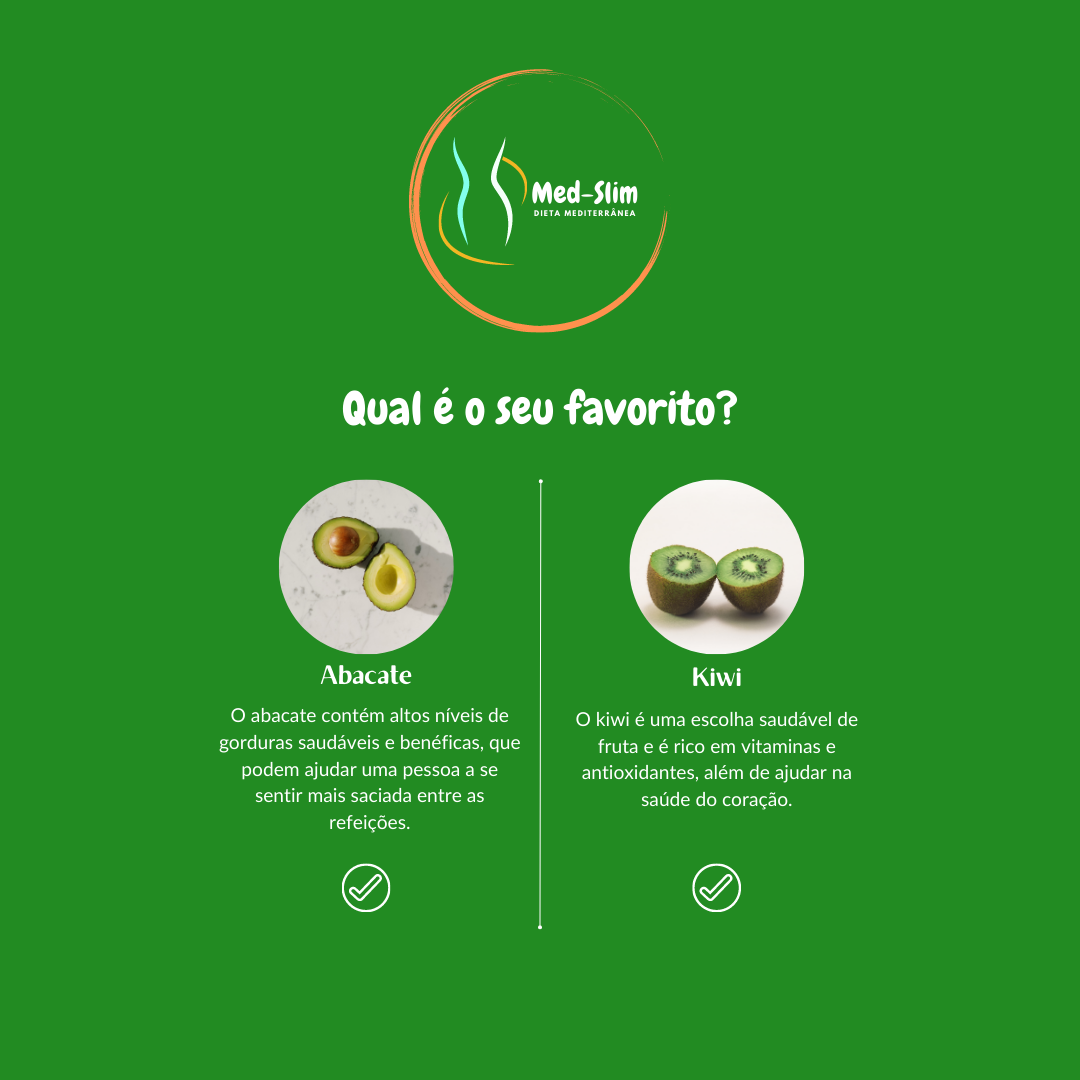 Med-Slim
DIETA MEDITERRÂNEA
Qual é o seu favorito?
Abacate
O abacate contém altos níveis de
gorduras saudáveis e benéficas, que
podem ajudar uma pessoa a se
sentir mais saciada entre as
refeições.
Kiwi
O kiwi é uma escolha saudável de
fruta e é rico em vitaminas e
antioxidantes, além de ajudar na
saúde do coração.